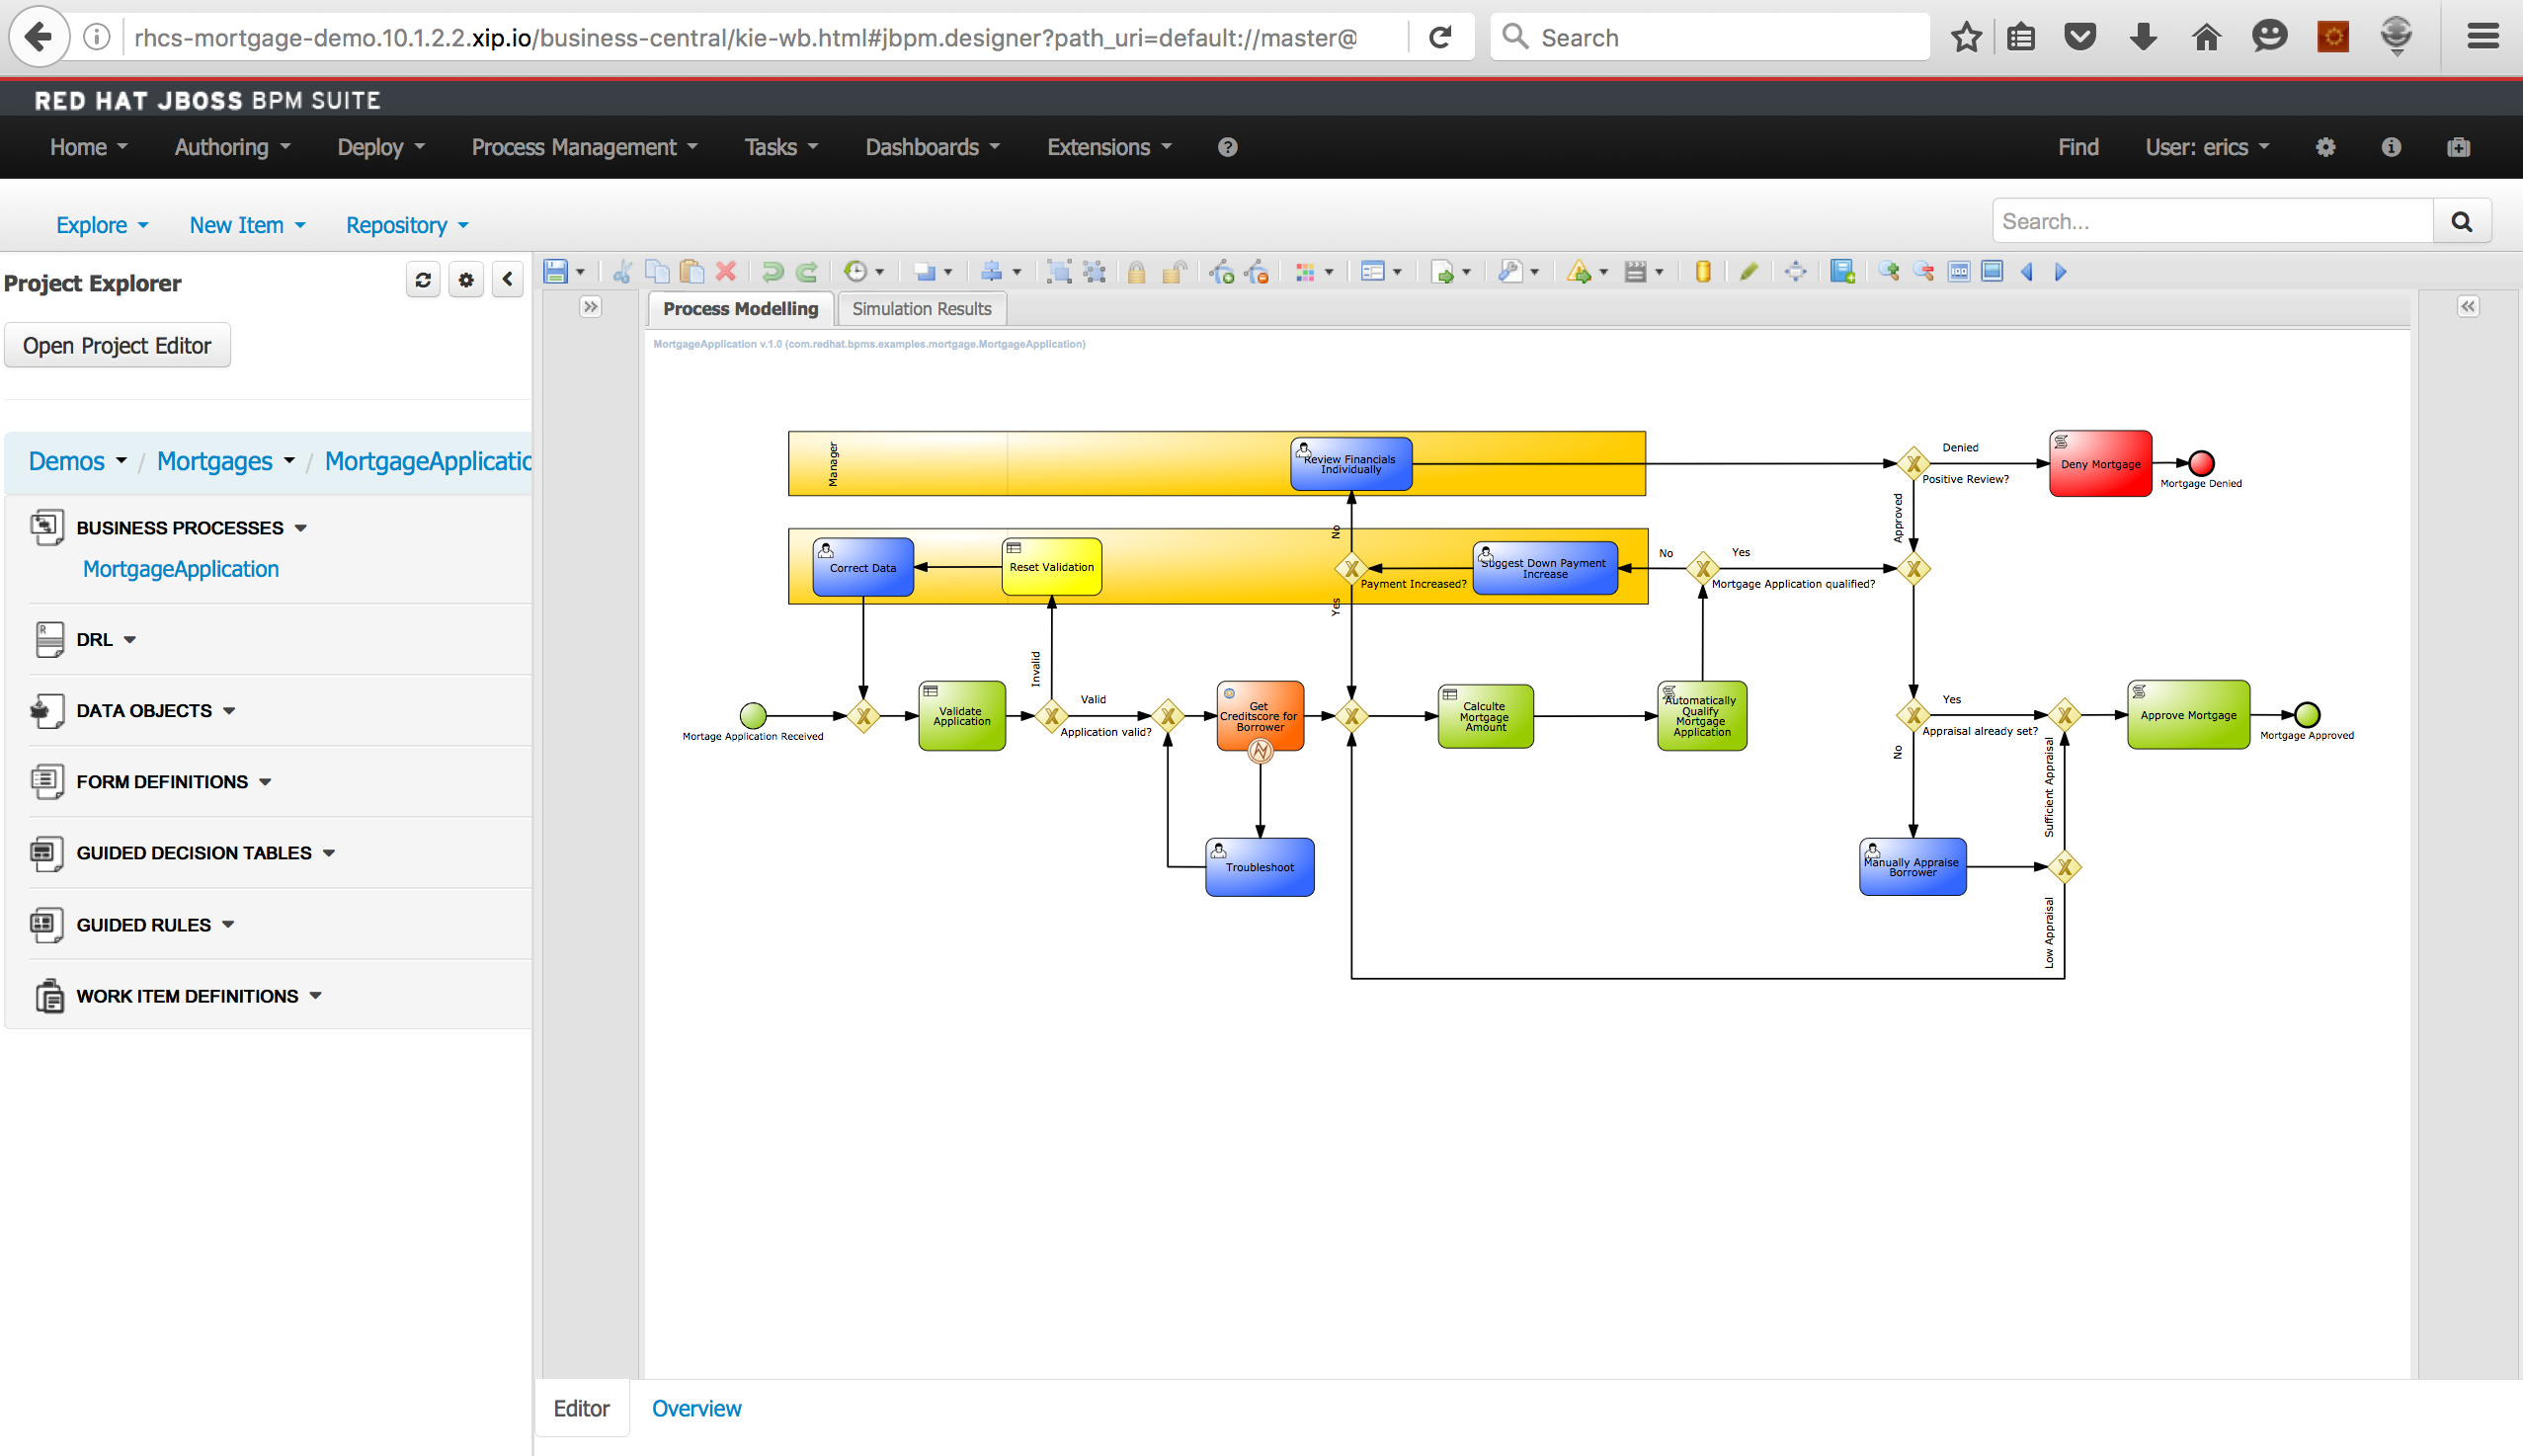 rhcs-mortgage-demo.10.1.2.2.xip.io/business-central/kie-wb.html#jbpm.designer?path_uri=default://master@
Search
RED HAT JBOSS BPM SUITE
Home
Authoring
Deploy
Process Management
Tasks
Dashboards
Extensions
Find
User: erics
Explore
New Item
Repository
Search...
Project Explorer
Open Project Editor
Demos / Mortgages / MortgageApplicatio
BUSINESS PROCESSES
MortgageApplication
DRL
DATA OBJECTS
FORM DEFINITIONS
GUIDED DECISION TABLES
GUIDED RULES
WORK ITEM DEFINITIONS
Process Modelling
Simulation Results
MortgageApplication v.1.0 (com.redhat.bpms.examples.mortgage.MortgageApplication)
Manager
Review Financials
Individually
Denied
Positive Review?
Deny Mortgage
Mortgage Denied
Approved
Correct Data
Reset Validation
No
Payment Increased?
Yes
Suggest Down Payment
Increase
No
Yes
Mortgage Application qualified?
Mortage Application Received
Validate
Application
Invalid
Valid
Application valid?
Get
Creditscore for
Borrower
Troubleshoot
Calculte
Mortgage
Amount
Automatically
Qualify
Mortgage
Application
Yes
Appraisal already set?
No
Manually Appraise
Borrower
Sufficient Appraisal
Low Appraisal
Approve Mortgage
Mortgage Approved
Editor
Overview